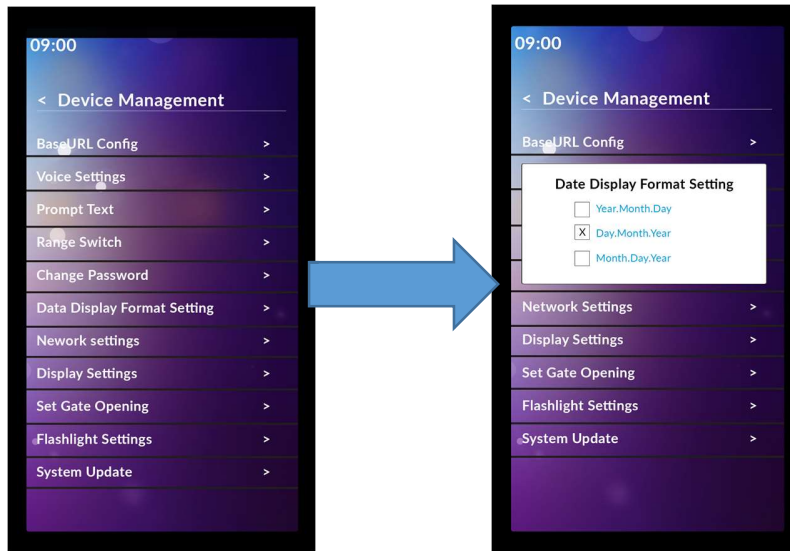 09:00
< Device Management
BaseURL Config >
Voice Settings >
Prompt Text >
Range Switch >
Change Password >
Data Display Format Setting >
Nework settings >
Display Settings >
Set Gate Opening >
Flashlight Settings >
System Update >
09:00
< Device Management
BaseURL Config >
Date Display Format Setting
Year.Month.Day
X Day.Month.Year
Month.Day.Year
Network Settings >
Display Settings >
Set Gate Opening >
Flashlight Settings >
System Update >